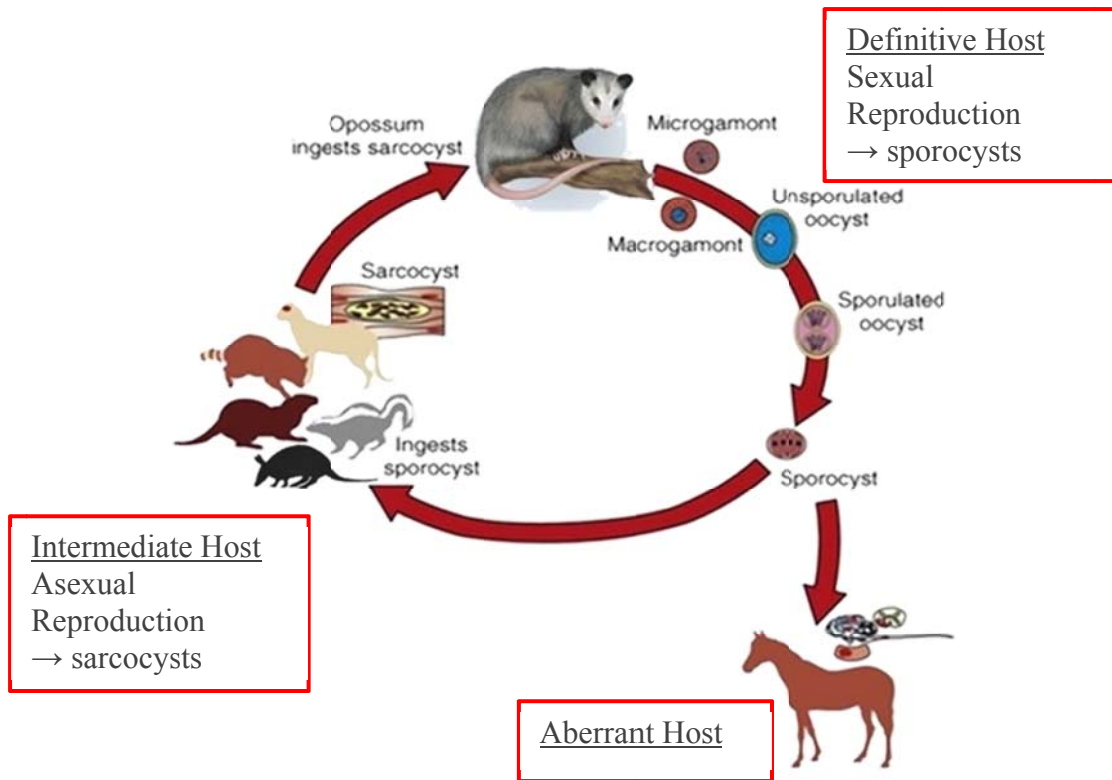 Definitive Host
Sexual
Reproduction
→ sporocysts
Opossum
ingests sarcocyst
Microgamont
Unsporulated
oocyst
Macrogamont
Sarcocyst
Sporulated
oocyst
Ingests
sporocyst
Sporocyst
Intermediate Host
Asexual
Reproduction
→ sarcocysts
Aberrant Host